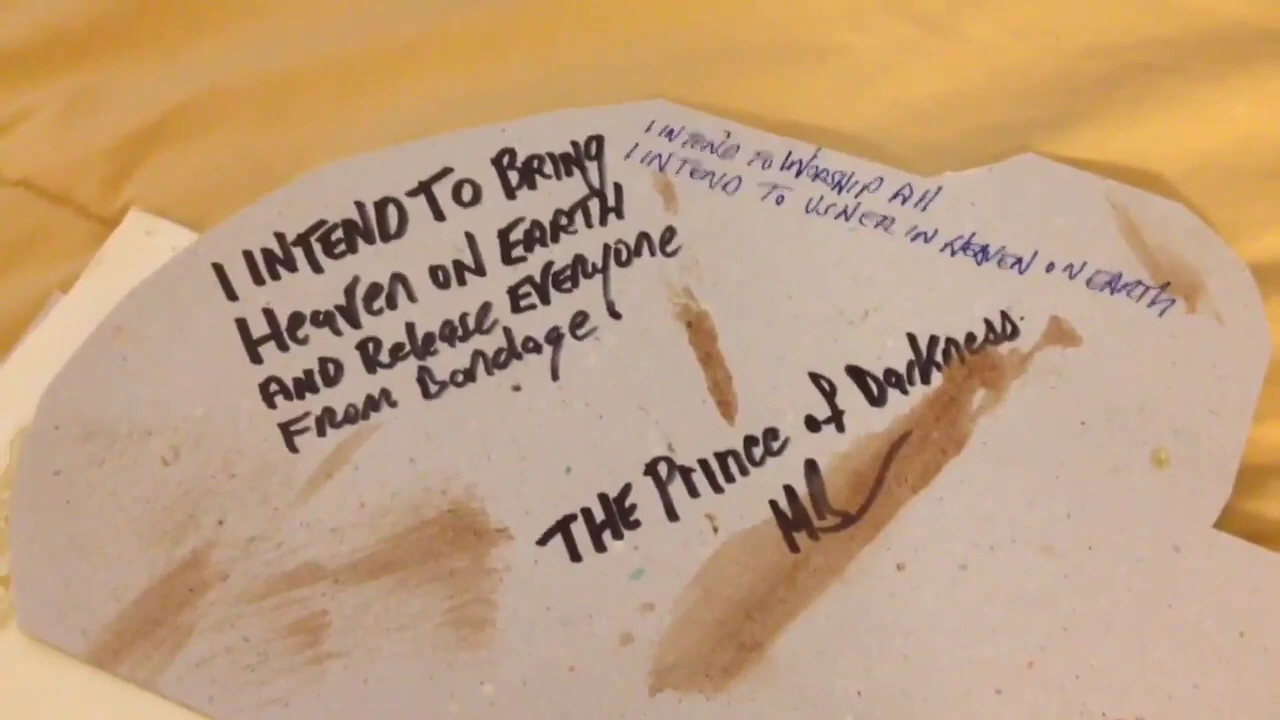 I INTEND TO BRING
Heaven ON EARTH
AND Release EVERYone
FROM Bondage!
I INTEND TO WORSHIP All
I INTEND TO USHER IN HEAVEN ON EARTH
THE Prince of Darkness
MB